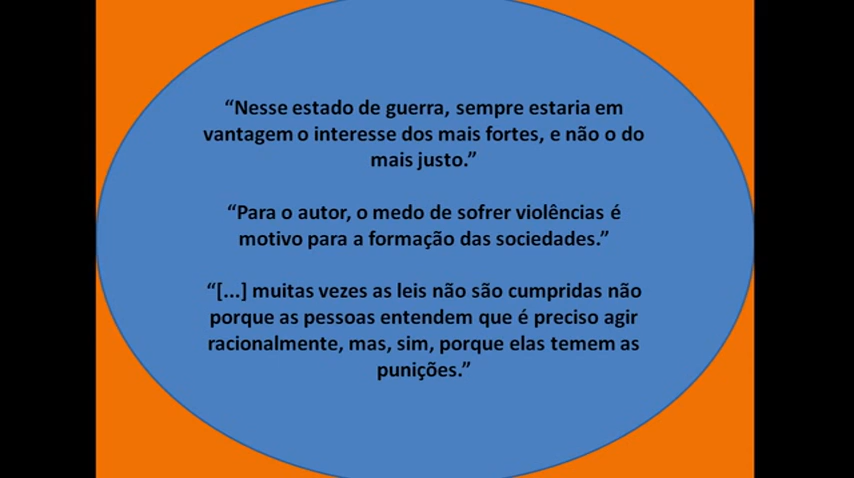 “Nesse estado de guerra, sempre estaria em
vantagem o interesse dos mais fortes, e não o do
mais justo.”
“Para o autor, o medo de sofrer violências é
motivo para a formação das sociedades.”
“[...] muitas vezes as leis não são cumpridas não
porque as pessoas entendem que é preciso agir
racionalmente, mas, sim, porque elas temem as
punições.”